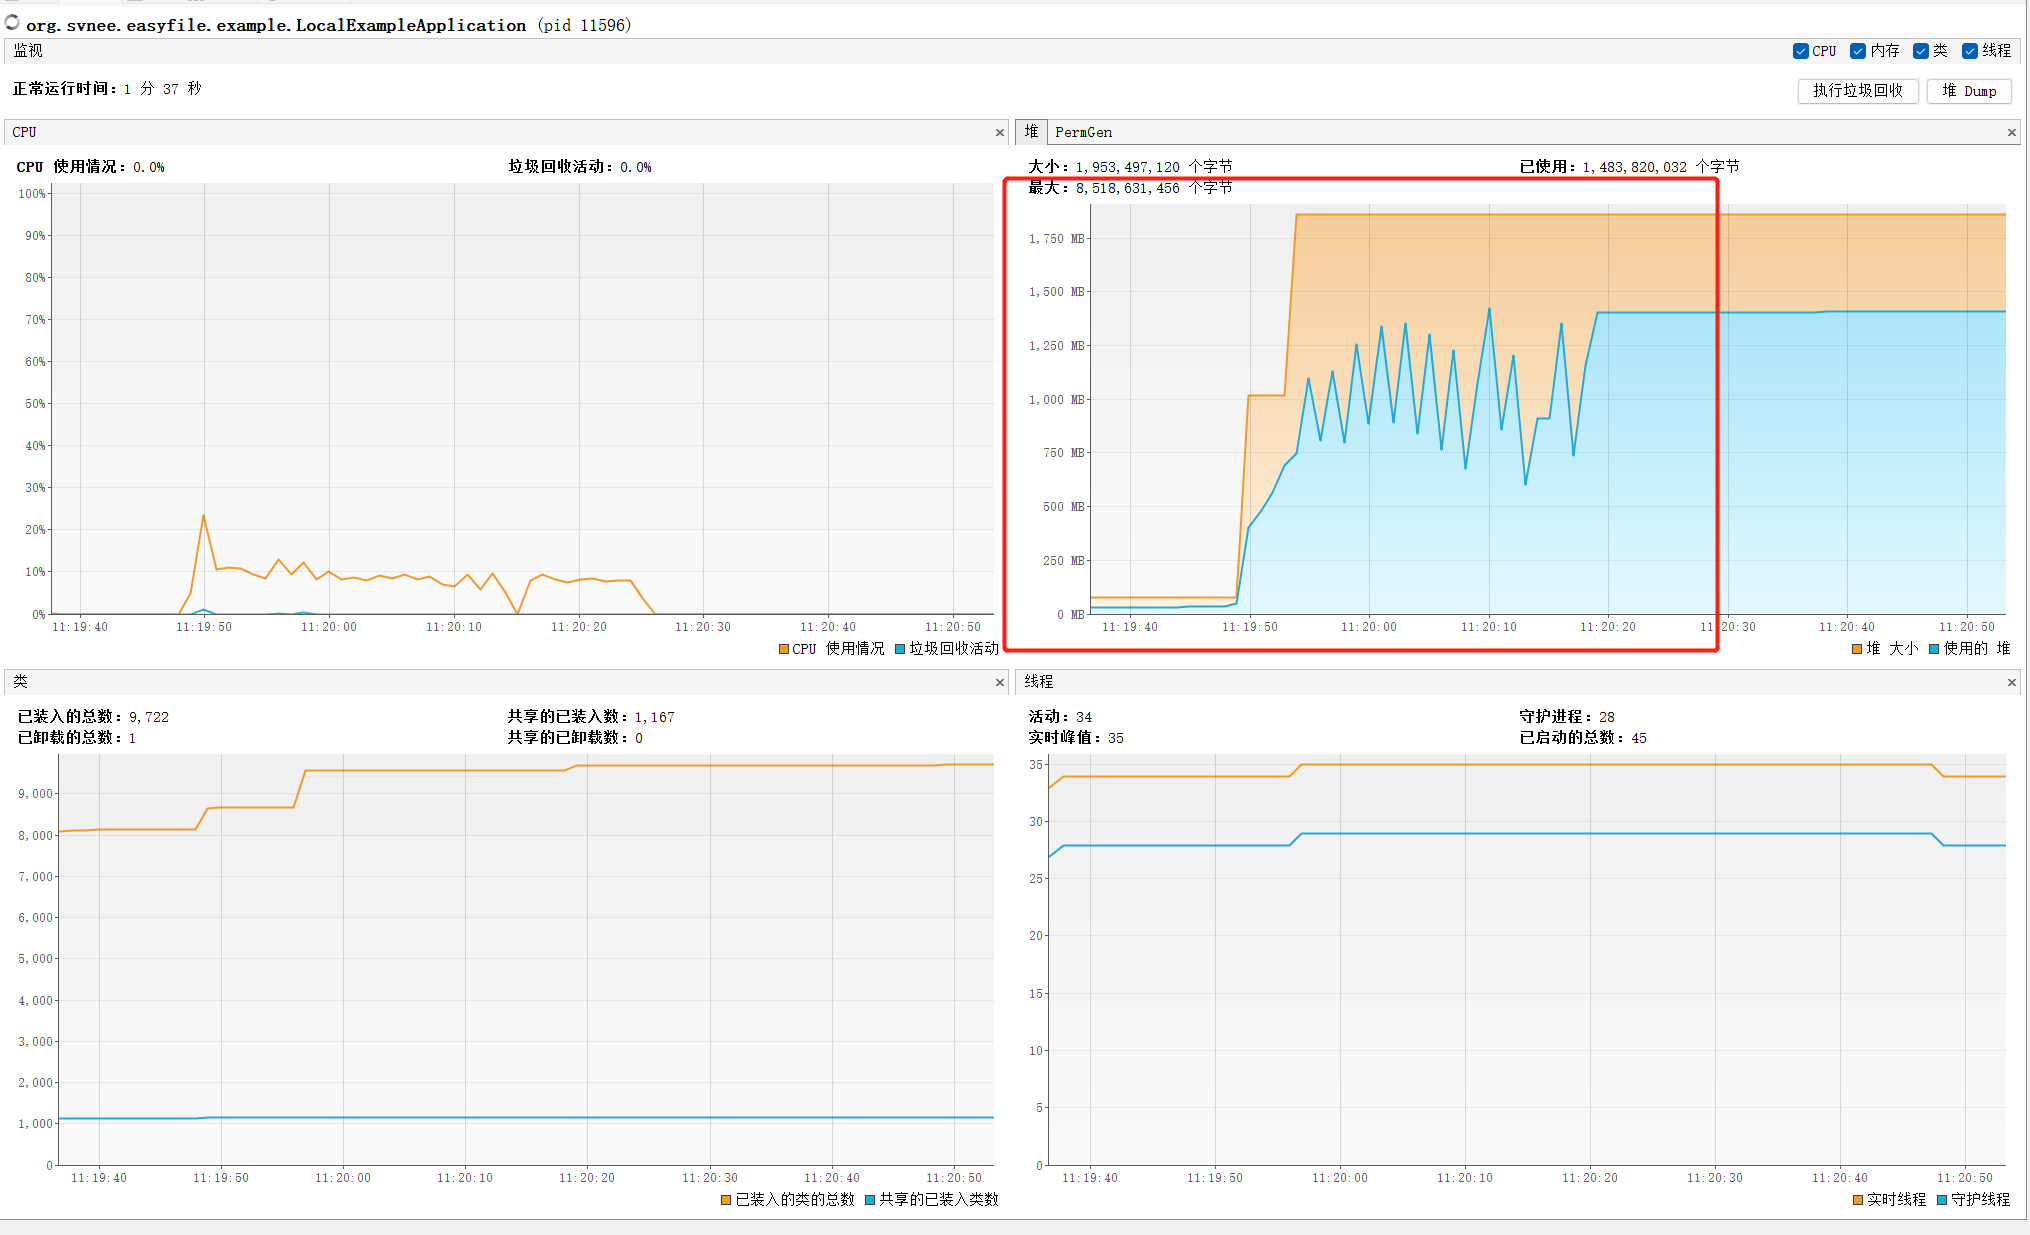 org.svnee.easyfile.example.LocalExampleApplication (pid 11596)
监视
CPU 内存 类 线程
正常运行时间：1 分 37 秒
执行垃圾回收 堆 Dump
CPU ×
CPU 使用情况：0.0% 垃圾回收活动：0.0%
100%
90%
80%
70%
60%
50%
40%
30%
20%
10%
0%
11:19:40 11:19:50 11:20:00 11:20:10 11:20:20 11:20:30 11:20:40 11:20:50
CPU 使用情况 垃圾回收活动
堆 PermGen ×
大小：1,953,497,120 个字节 已使用：1,483,820,032 个字节
最大：8,518,631,456 个字节
1,750 MB
1,500 MB
1,250 MB
1,000 MB
750 MB
500 MB
250 MB
0 MB
11:19:40 11:19:50 11:20:00 11:20:10 11:20:20 11:20:30 11:20:40 11:20:50
堆 大小 使用的 堆
类 ×
已装入的总数：9,722 共享的已装入数：1,167
已卸载的总数：1 共享的已卸载数：0
9,000
8,000
7,000
6,000
5,000
4,000
3,000
2,000
1,000
0
11:19:40 11:19:50 11:20:00 11:20:10 11:20:20 11:20:30 11:20:40 11:20:50
已装入的类的总数 共享的已装入类数
线程 ×
活动：34 守护进程：28
实时峰值：35 已启动的总数：45
35
30
25
20
15
10
5
0
11:19:40 11:19:50 11:20:00 11:20:10 11:20:20 11:20:30 11:20:40 11:20:50
实时线程 守护线程